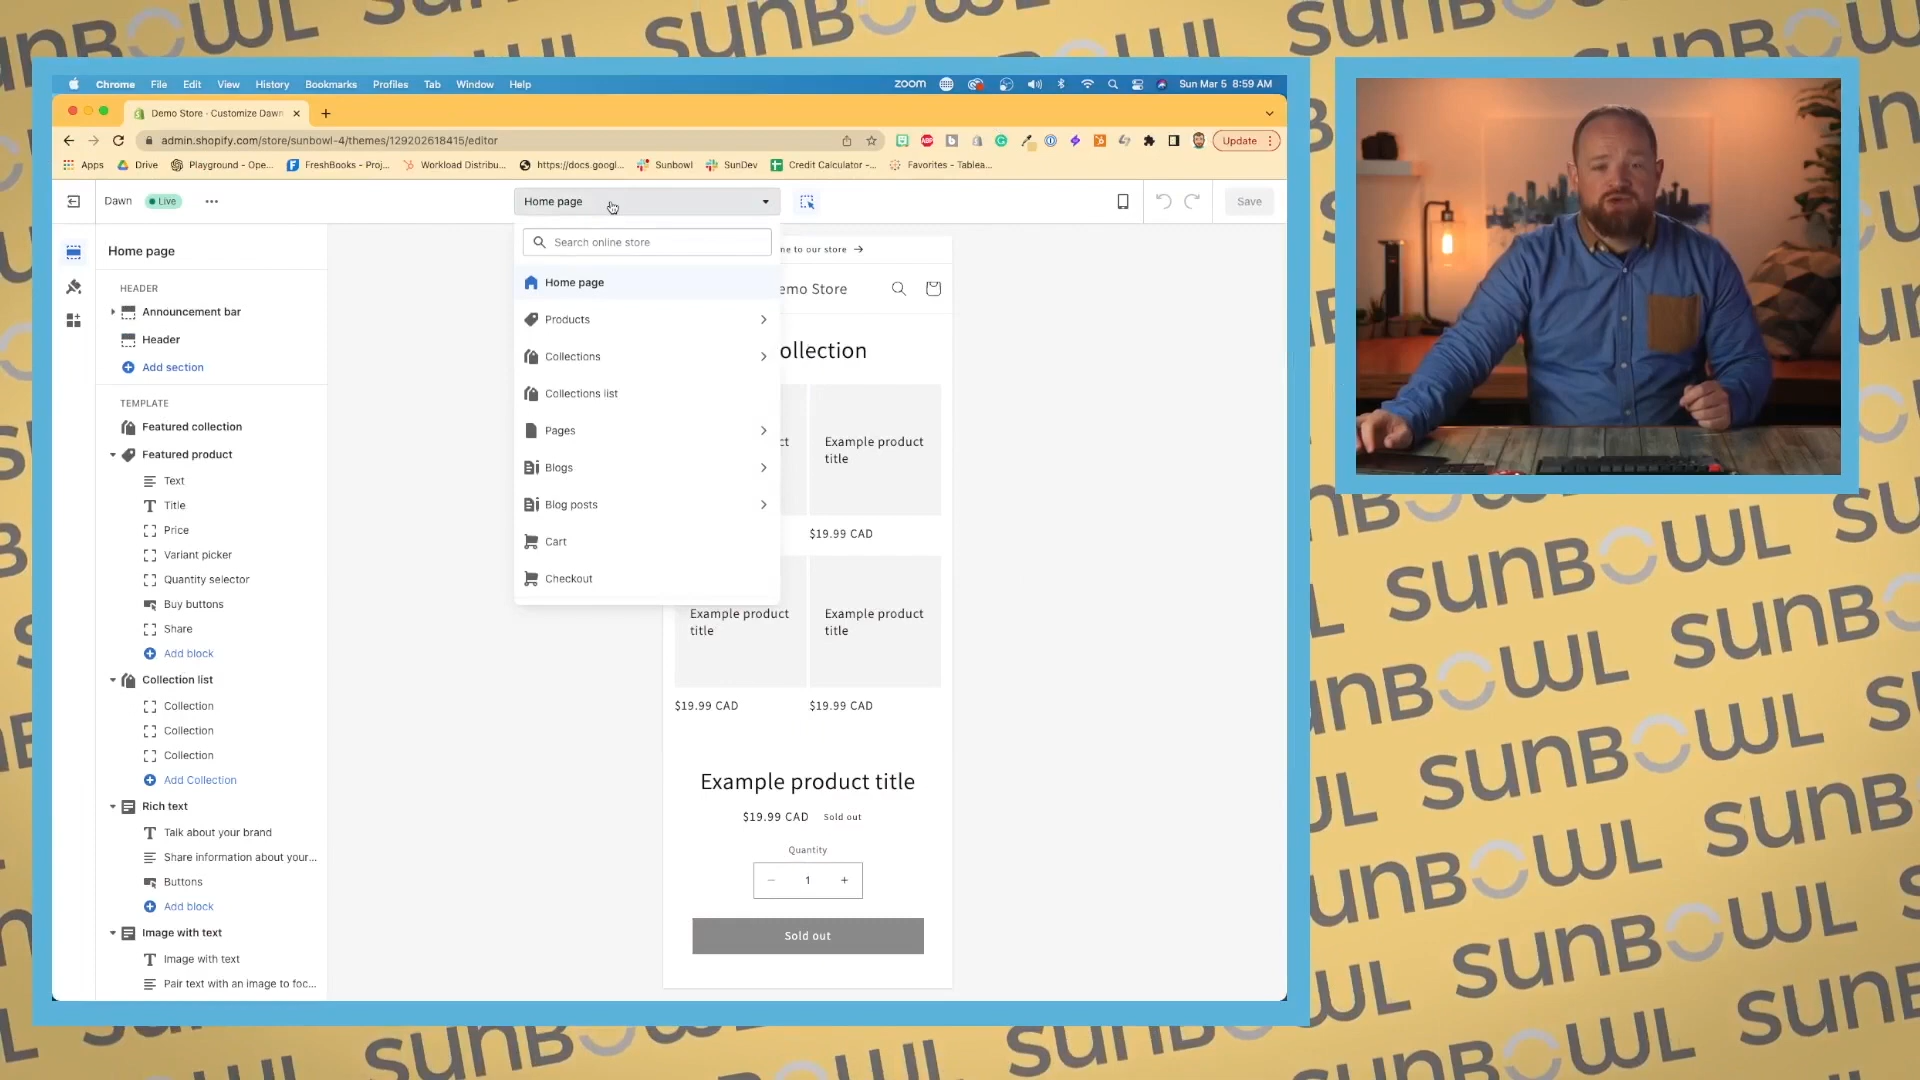 Chrome File Edit View History Bookmarks Profiles Tab Window Help
zoom Sun Mar 5 8:59 AM
Demo Store · Customize Dawn
admin.shopify.com/store/sunbowl-4/themes/129202618415/editor
Update
Apps Drive Playground - Ope... FreshBooks - Proj... Workload Distribu... https://docs.googl... Sunbowl SunDev Credit Calculator -... Favorites - Tablea...
Dawn Live
Home page
Save
Home page
HEADER
Announcement bar
Header
Add section
TEMPLATE
Featured collection
Featured product
Text
Title
Price
Variant picker
Quantity selector
Buy buttons
Share
Add block
Collection list
Collection
Collection
Collection
Add Collection
Rich text
Talk about your brand
Share information about your...
Buttons
Add block
Image with text
Image with text
Pair text with an image to foc...
Search online store
Home page
Products
Collections
Collections list
Pages
Blogs
Blog posts
Cart
Checkout
to our store
Store
Example product
title
$19.99 CAD
Example product
title
Example product
title
$19.99 CAD
$19.99 CAD
Example product title
$19.99 CAD Sold out
Quantity
1
Sold out
SUNBOWL
SUNBOWL
SUNBOWL
SUNBOWL
SUNBOWL